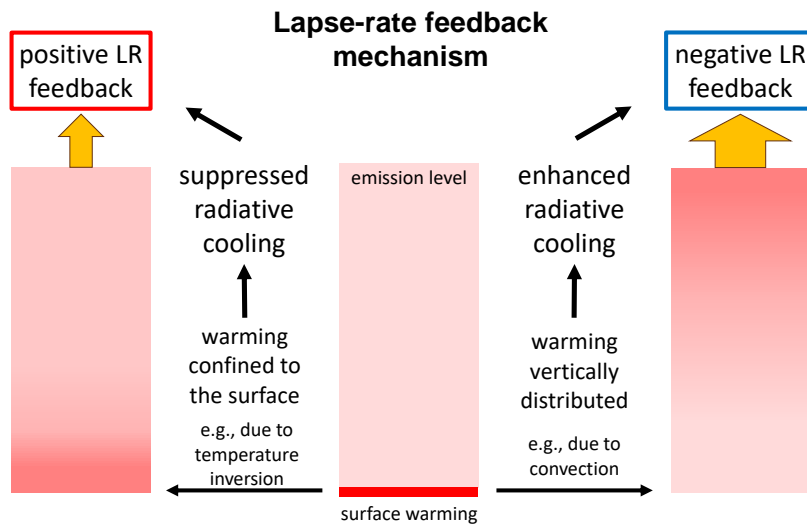 Lapse-rate feedback
mechanism
positive LR
feedback
negative LR
feedback
suppressed
radiative
cooling
emission level
enhanced
radiative
cooling
warming
confined to
the surface
e.g., due to
temperature
inversion
warming
vertically
distributed
e.g., due to
convection
surface warming